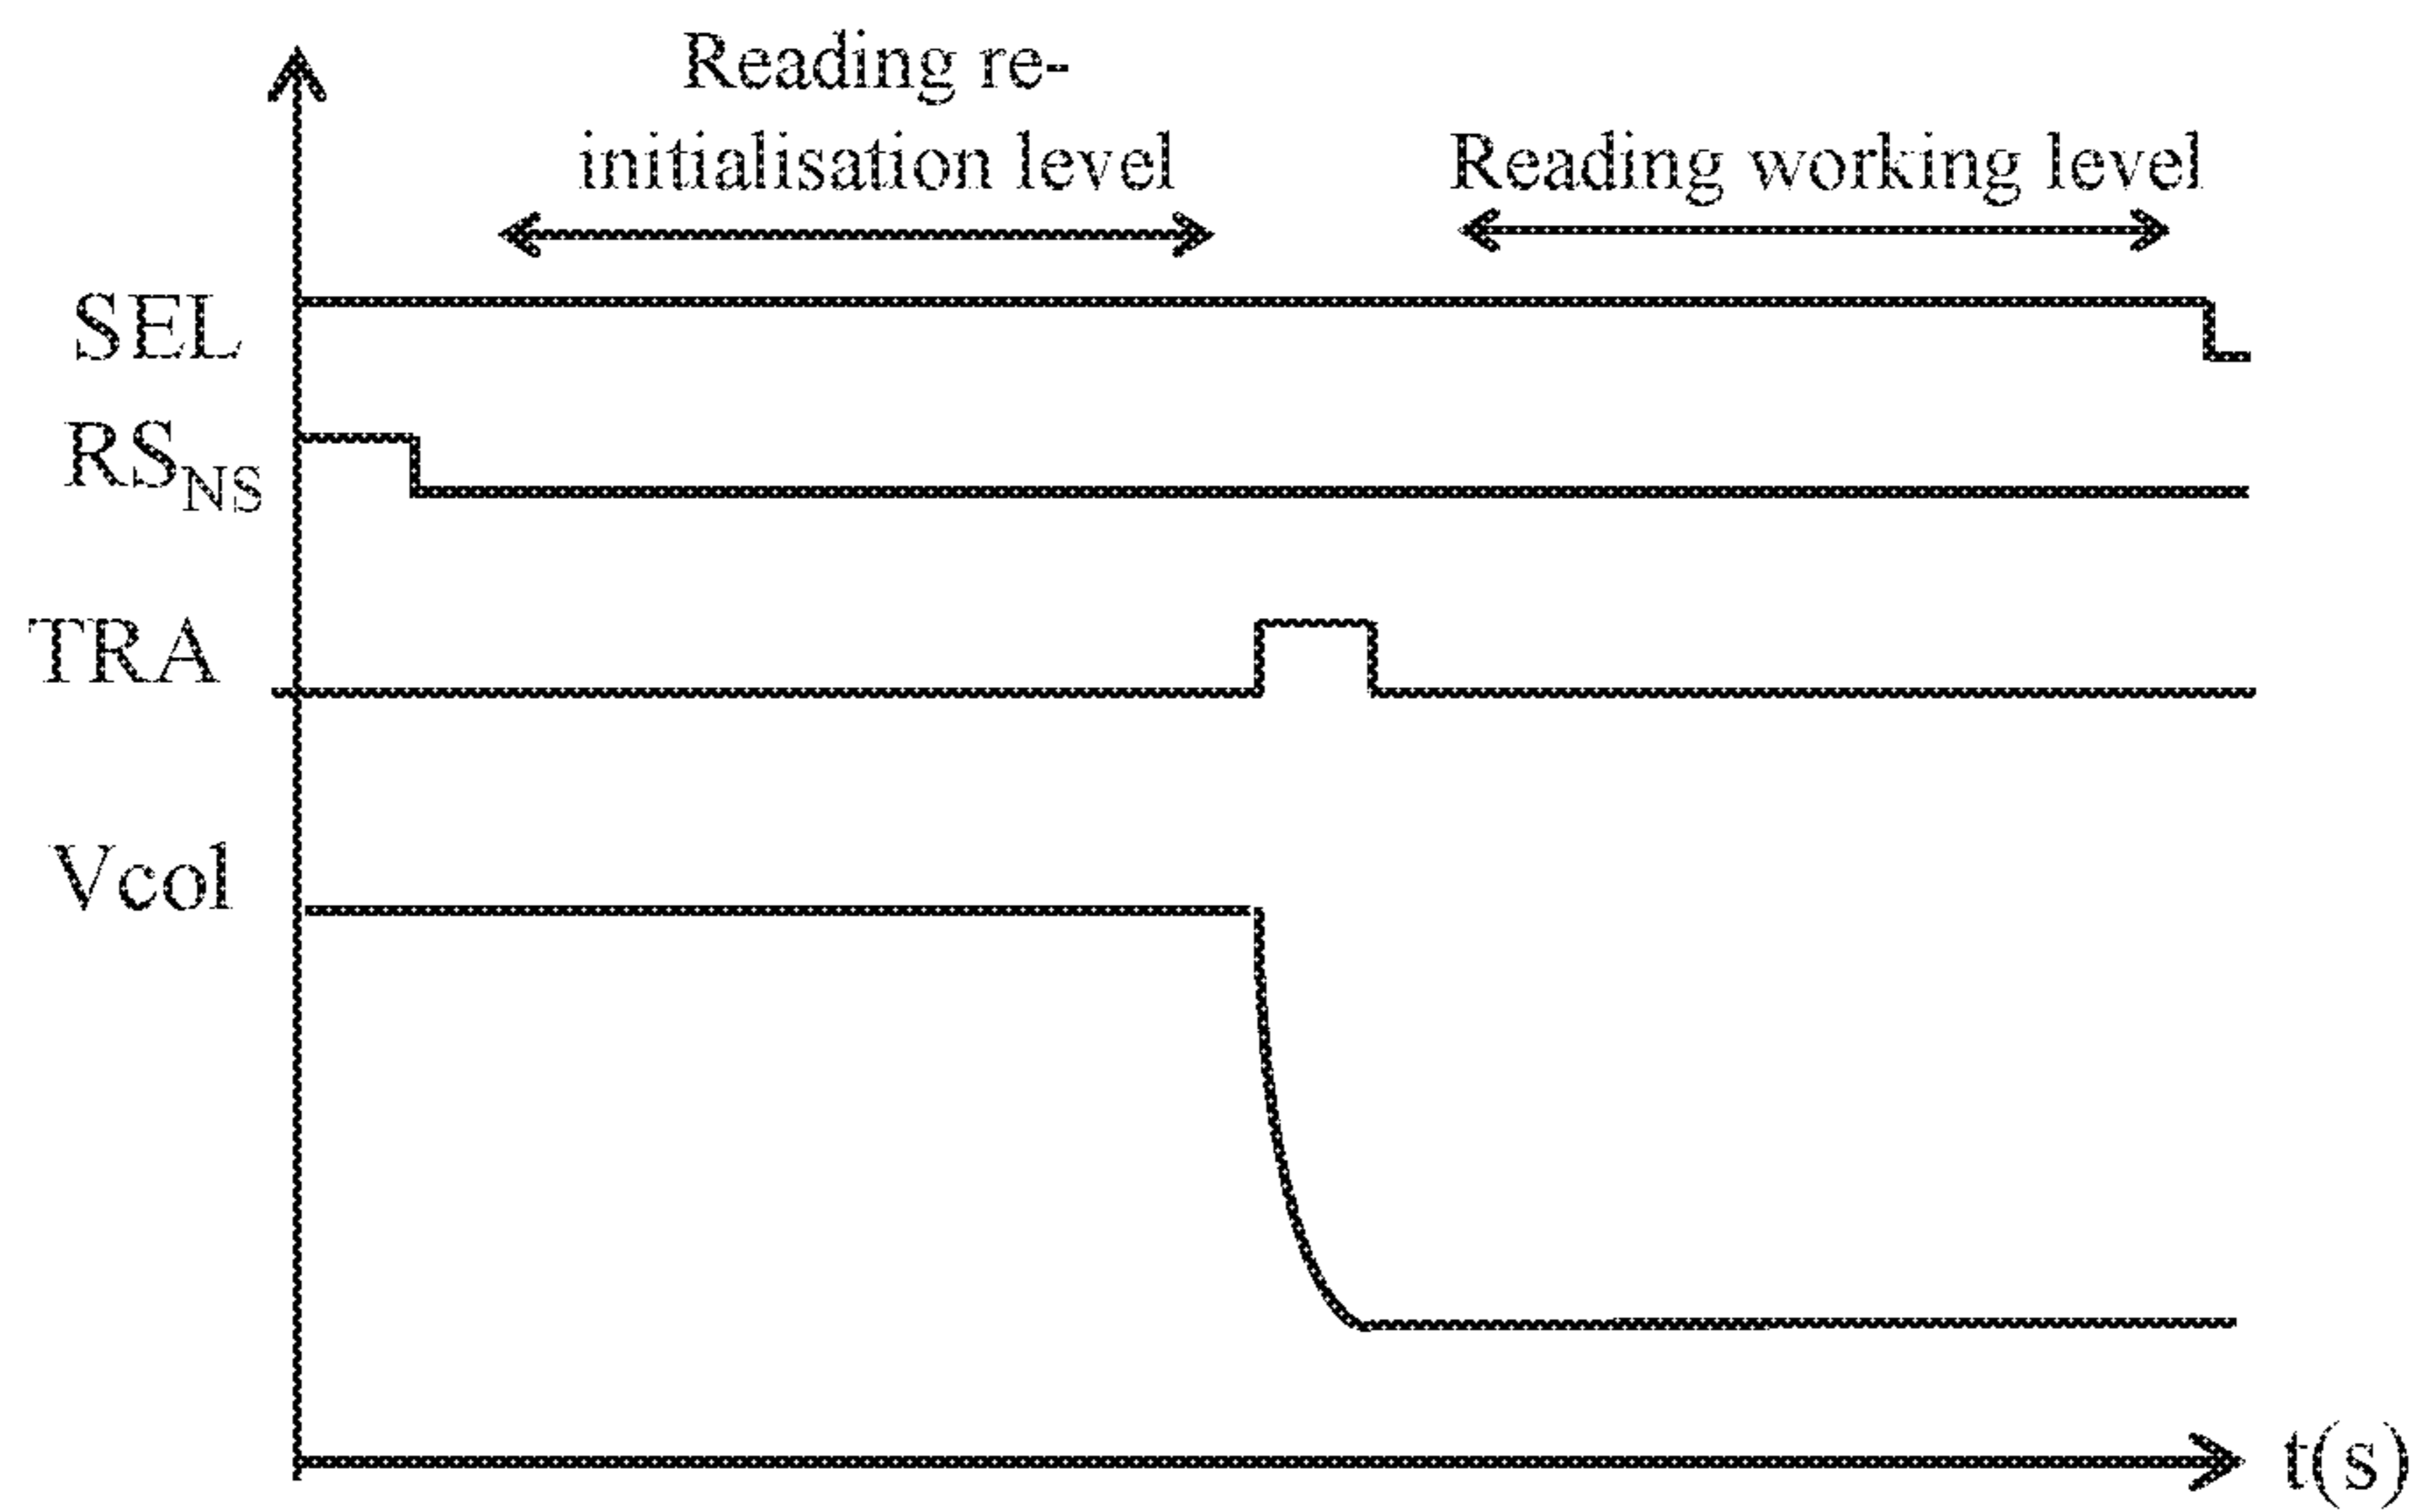 Reading re-
initialisation level
Reading working level
SEL
RS_NS
TRA
Vcol
t(s)